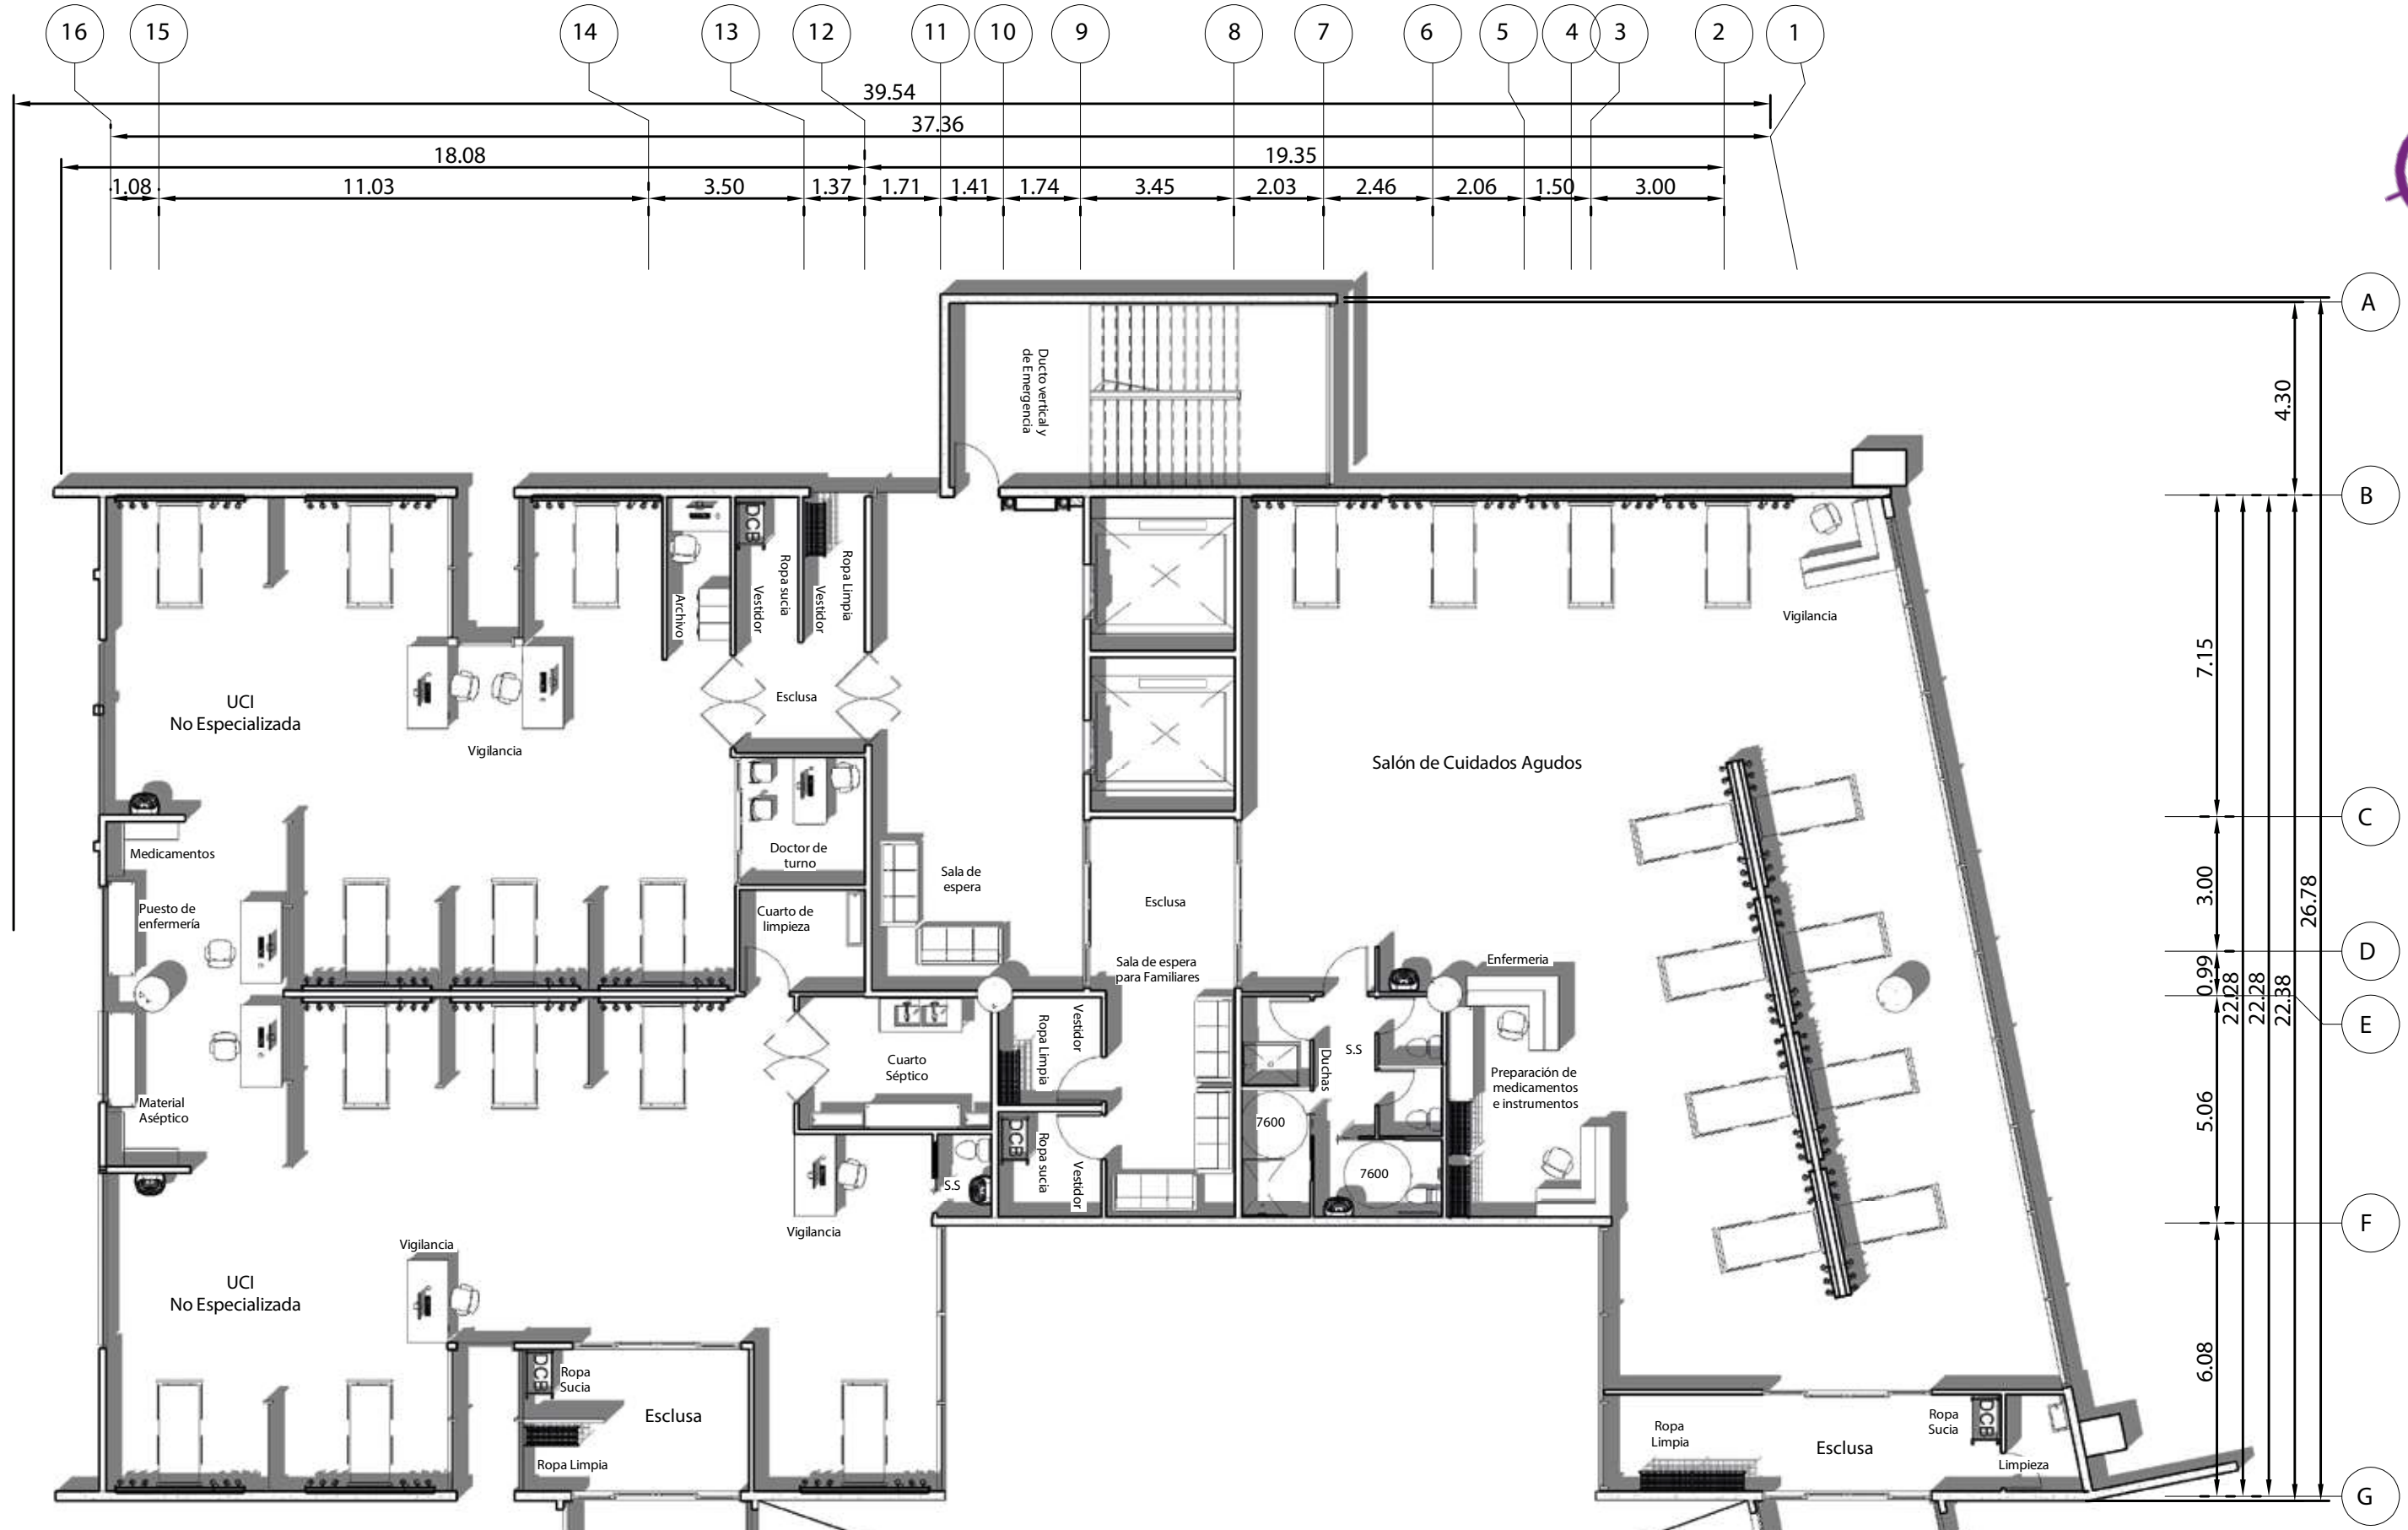 16 15 14 13 12 11 10 9 8 7 6 5 4 3 2 1
39.54
37.36
18.08 19.35
1.08 11.03 3.50 1.37 1.71 1.41 1.74 3.45 2.03 2.46 2.06 1.50 3.00
A
4.30
B
7.15
C
3.00
D
0.99
E
22.28
22.28
22.38
26.78
5.06
F
6.08
G
Ducto vertical y
de Emergencia
Archivo
DCB
Ropa sucia
Vestidor
Ropa Limpia
Vestidor
Esclusa
UCI
No Especializada
Vigilancia
Medicamentos
Puesto de
enfermería
Material
Aséptico
Doctor de
turno
Cuarto de
limpieza
Sala de
espera
Esclusa
Sala de espera
para Familiares
Salón de Cuidados Agudos
Vigilancia
Enfermeria
Preparación de
medicamentos
e instrumentos
S.S
Duchas
7600
7600
Cuarto
Séptico
Vestidor
Ropa Limpia
DCB
Ropa sucia
Vestidor
S.S
Vigilancia
Vigilancia
UCI
No Especializada
DCB
Ropa
Sucia
Esclusa
Ropa Limpia
Ropa
Limpia
Esclusa
Ropa
Sucia
DCB
Limpieza